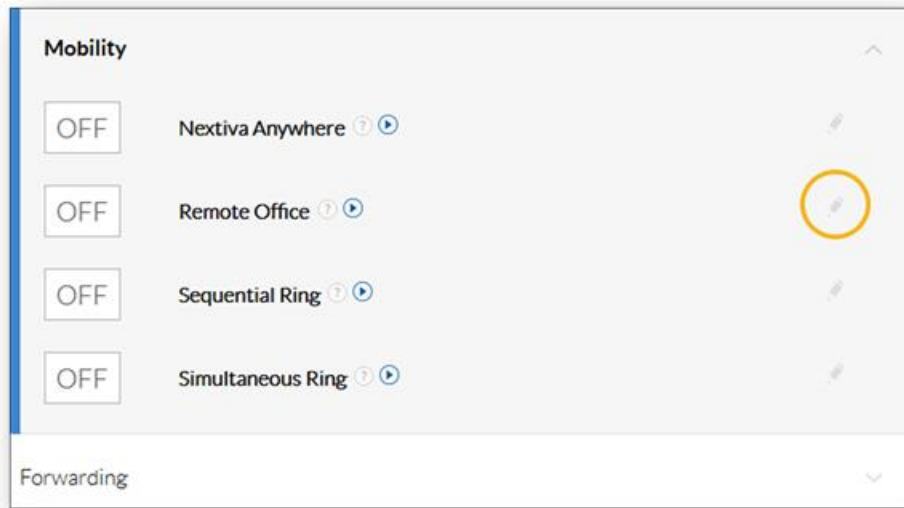 Mobility
OFF Nextiva Anywhere ?
OFF Remote Office ?
OFF Sequential Ring ?
OFF Simultaneous Ring ?
Forwarding